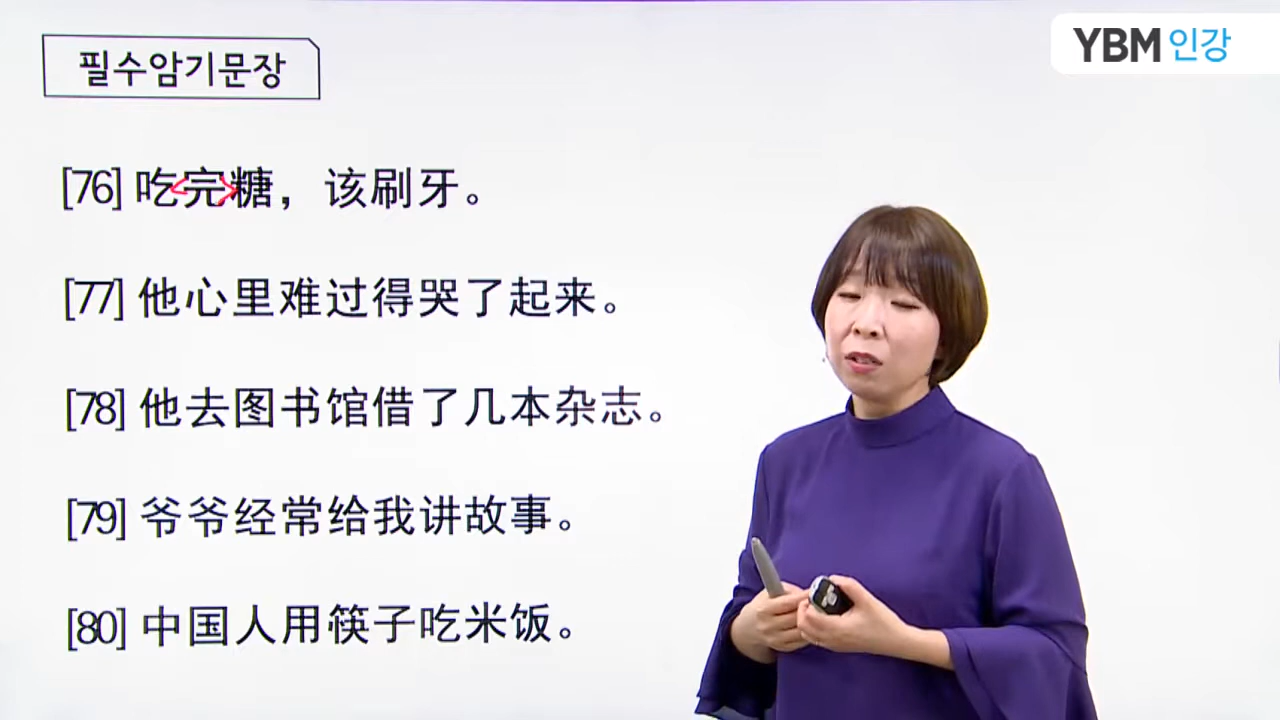 YBM 인강
필수암기문장
[76] 吃完糖，该刷牙。
[77] 他心里难过得哭了起来。
[78] 他去图书馆借了几本杂志。
[79] 爷爷经常给我讲故事。
[80] 中国人用筷子吃米饭。